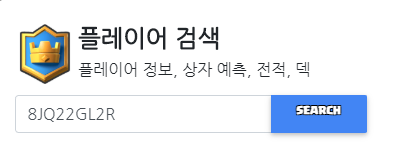 플레이어 검색
플레이어 정보, 상자 예측, 전적, 덱
8JQ22GL2R
SEARCH